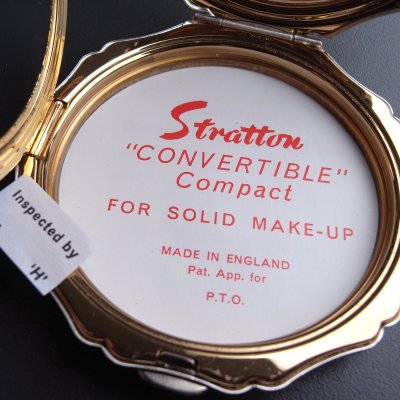 Stratton
"CONVERTIBLE"
Compact
FOR SOLID MAKE-UP
MADE IN ENGLAND
Pat. App. for
P.T.O.
Inspected by
'H'